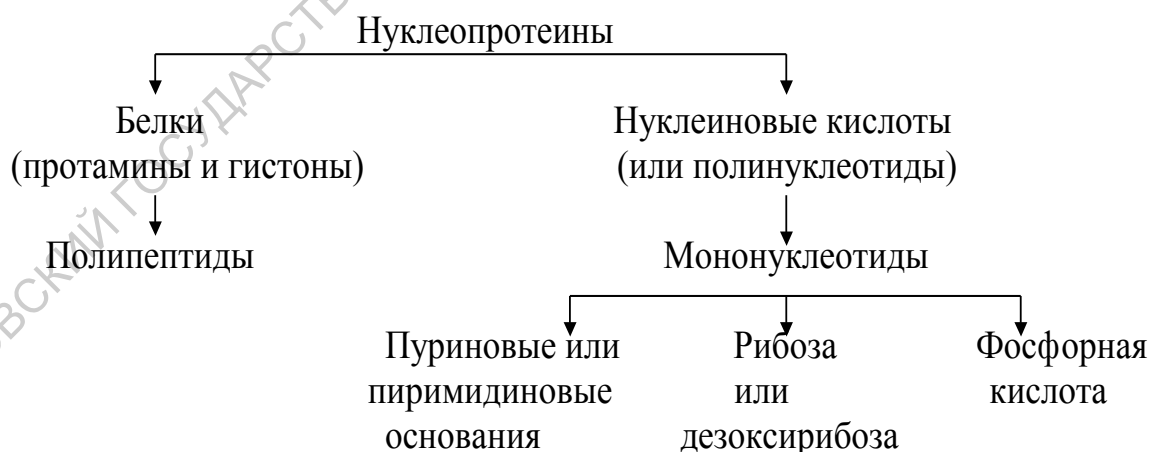 Нуклеопротеины
Белки
(протамины и гистоны)
Полипептиды
Нуклеиновые кислоты
(или полинуклеотиды)
Мононуклеотиды
Пуриновые или
пиримидиновые
основания
Рибоза
или
дезоксирибоза
Фосфорная
кислота